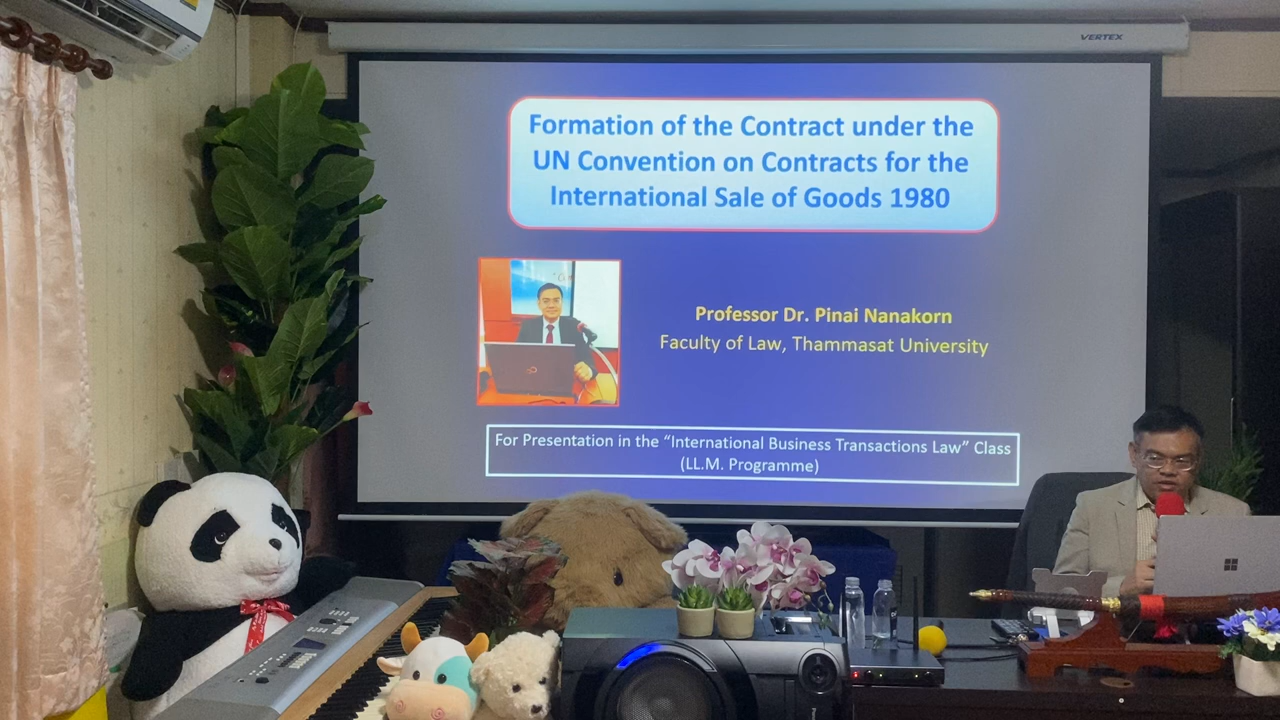 VERTEX
Formation of the Contract under the
UN Convention on Contracts for the
International Sale of Goods 1980
Professor Dr. Pinai Nanakorn
Faculty of Law, Thammasat University
For Presentation in the “International Business Transactions Law” Class
(LL.M. Programme)